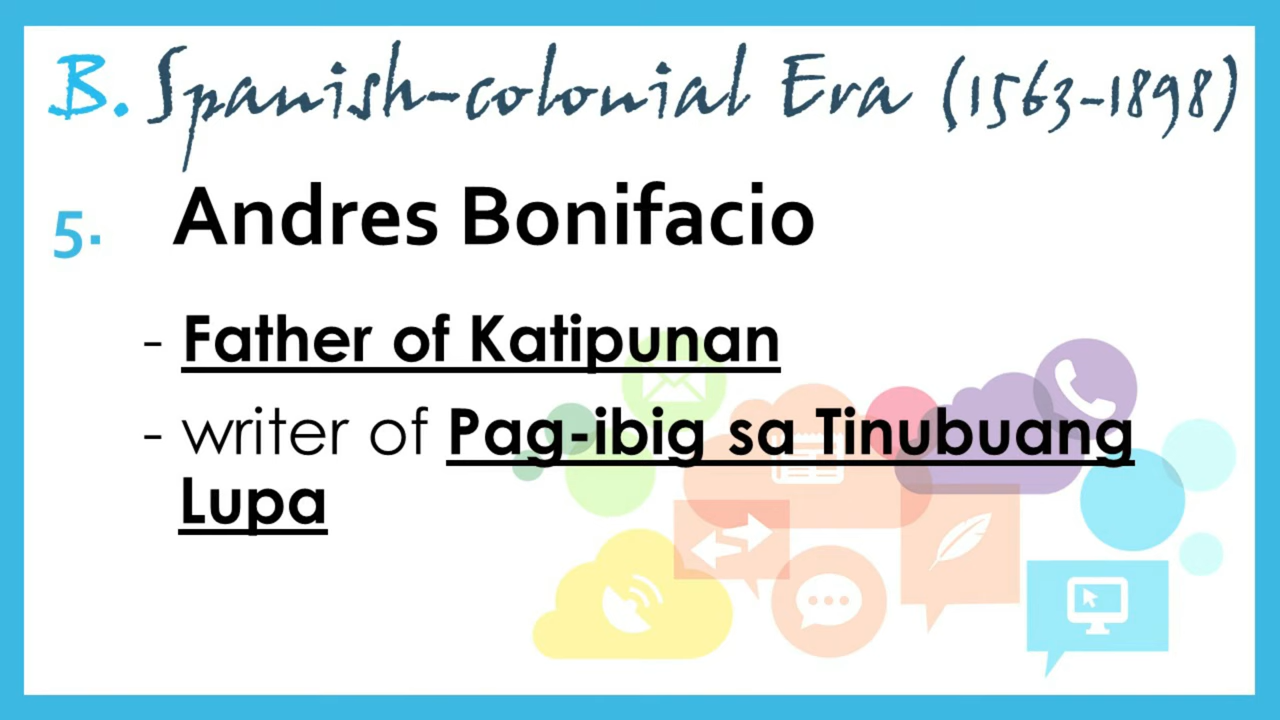 B. Spanish-colonial Era (1563-1898)
5. Andres Bonifacio
- Father of Katipunan
- writer of Pag-ibig sa Tinubuang
Lupa